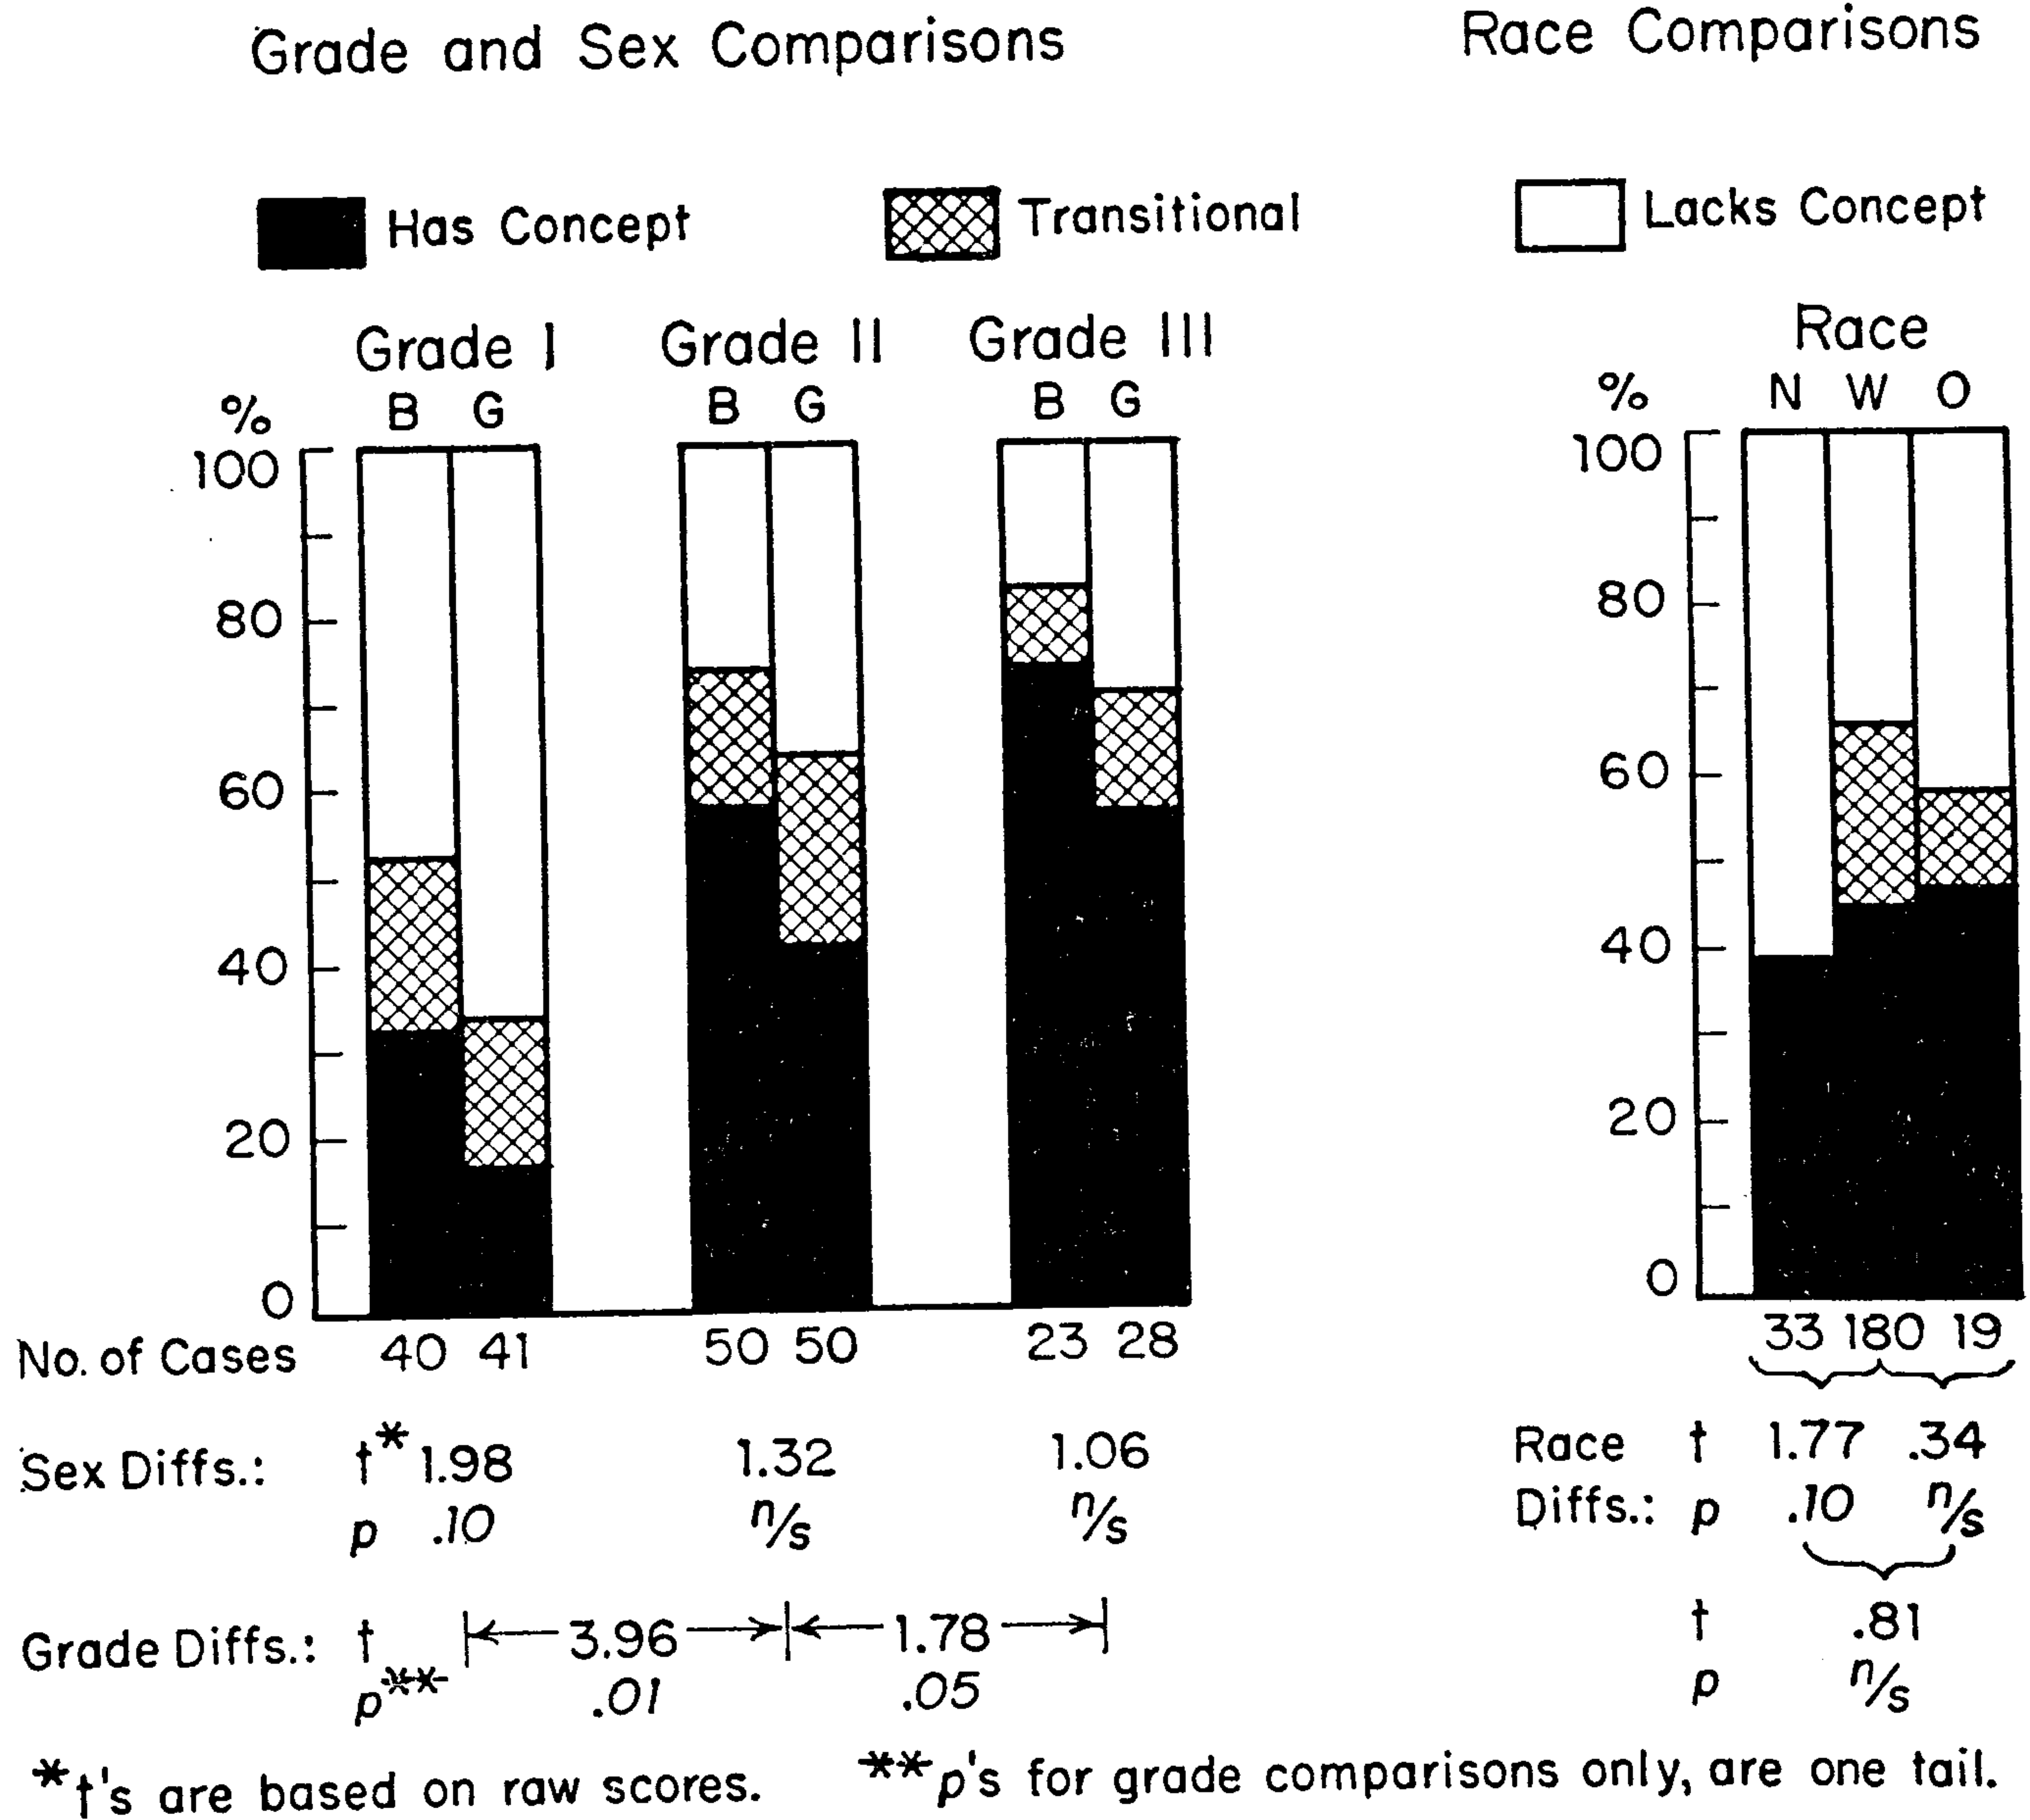 Grade and Sex Comparisons Race Comparisons
Has Concept Transitional Lacks Concept
Grade I Grade II Grade III Race
% B G B G B G % N W O
100 100
80 80
60 60
40 40
20 20
0 0
No. of Cases 40 41 50 50 23 28 33 180 19
Sex Diffs.: t* 1.98 1.32 1.06 Race t 1.77 .34
p .10 n/s n/s Diffs.: p .10 n/s
Grade Diffs.: t 3.96 1.78 t .81
p** .01 .05 p n/s
*t's are based on raw scores. **p's for grade comparisons only, are one tail.